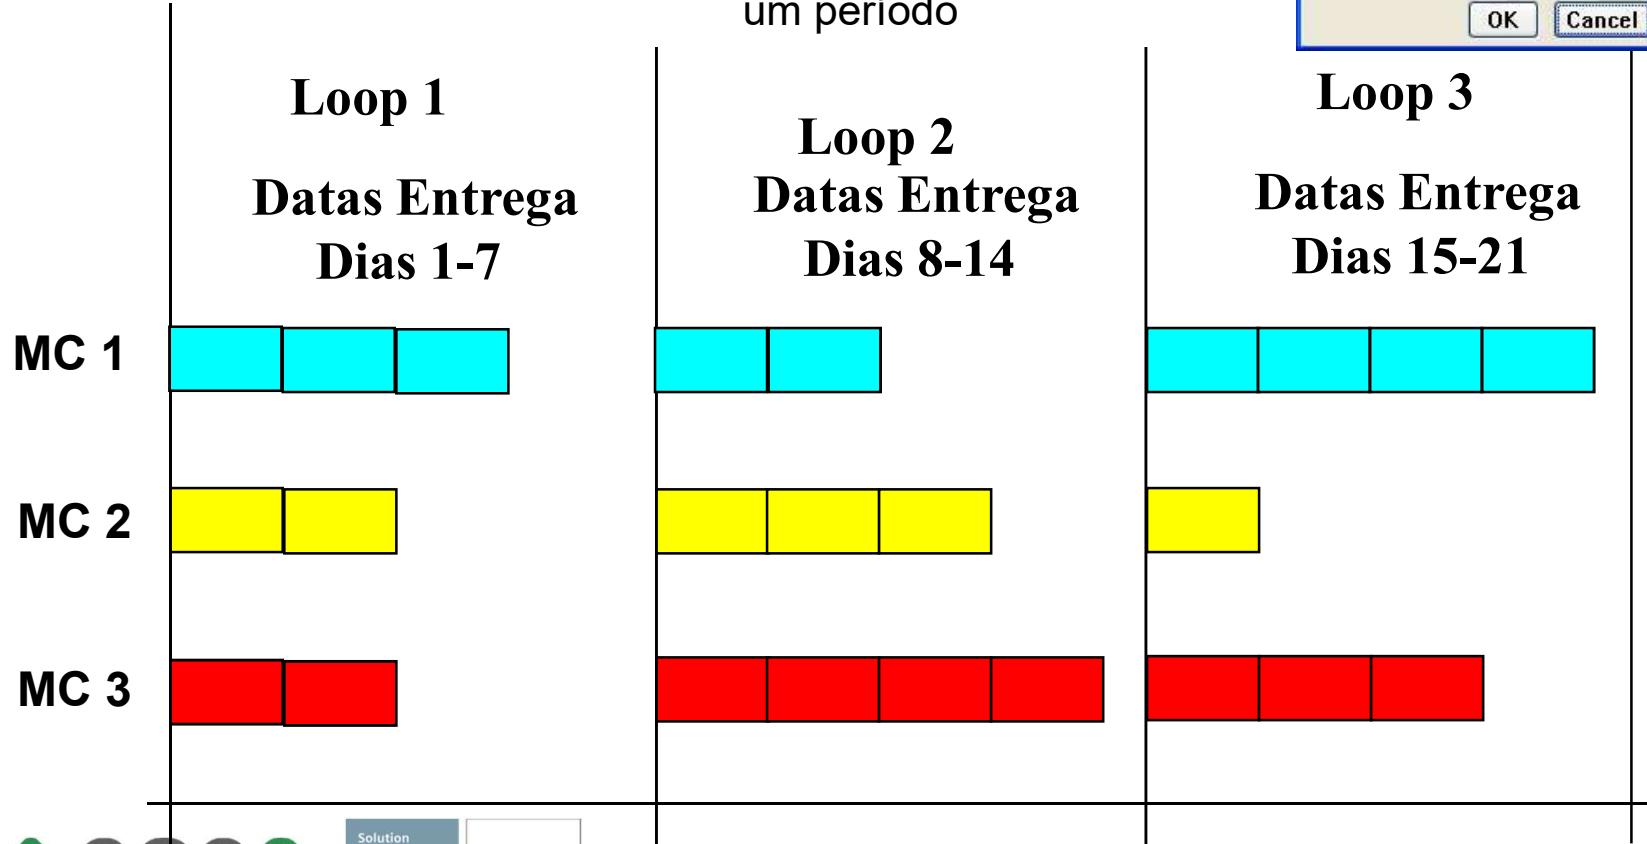 um período
OK
Cancel
Loop 1
Datas Entrega
Dias 1-7
Loop 2
Datas Entrega
Dias 8-14
Loop 3
Datas Entrega
Dias 15-21
MC 1
MC 2
MC 3
Solution